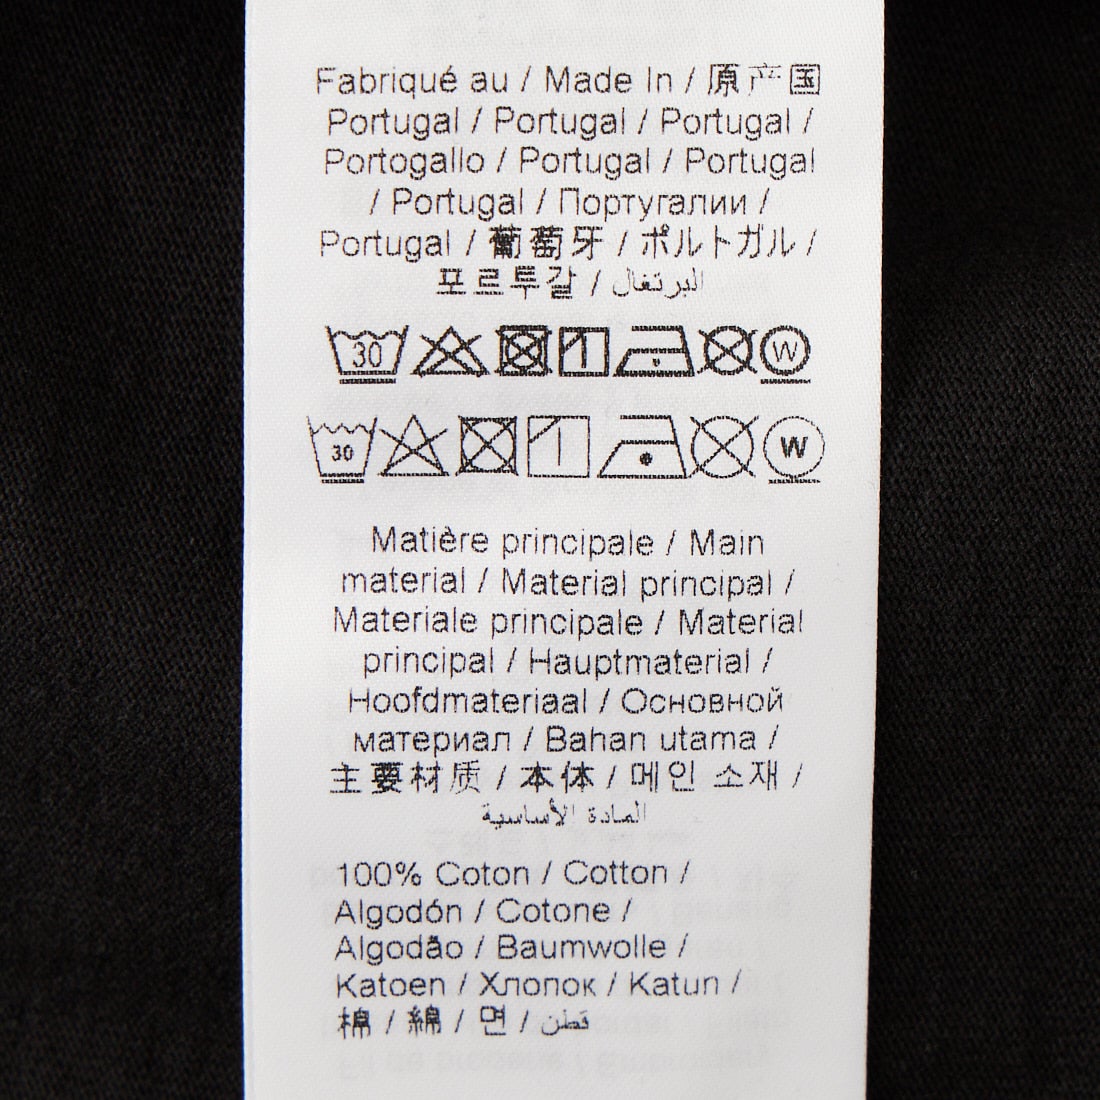 Fabriqué au / Made In / 原产国
Portugal / Portugal / Portugal /
Portogallo / Portugal / Portugal
/ Portugal / Португалии /
Portugal / 葡萄牙 / ポルトガル /
포르투갈 / البرتغال
30 W
30 W
Matière principale / Main
material / Material principal /
Materiale principale / Material
principal / Hauptmaterial /
Hoofdmateriaal / Основной
материал / Bahan utama /
主要材质 / 本体 / 메인 소재 /
المادة الأساسية
100% Coton / Cotton /
Algodón / Cotone /
Algodão / Baumwolle /
Katoen / Хлопок / Katun /
棉 / 綿 / 면 / قطن